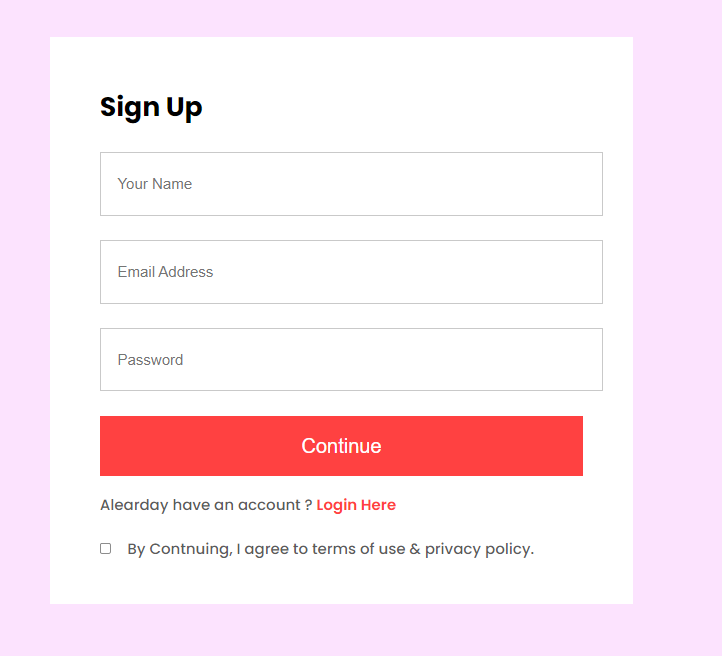 Sign Up
Your Name
Email Address
Password
Continue
Alearday have an account ? Login Here
By Contnuing, I agree to terms of use & privacy policy.